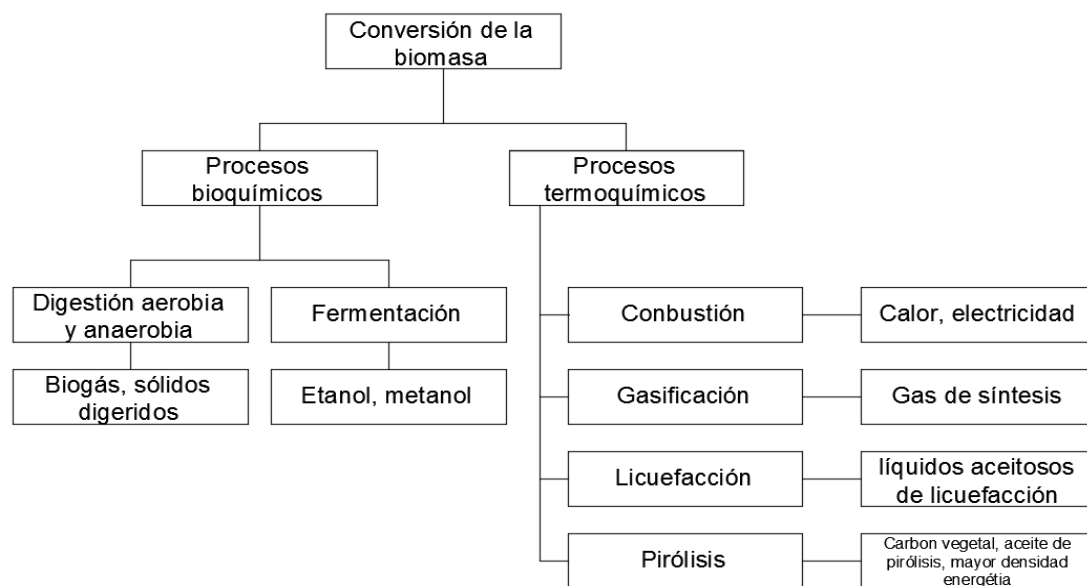 Conversión de la
biomasa
Procesos
bioquímicos
Procesos
termoquímicos
Digestión aerobia
y anaerobia
Fermentación
Biogás, sólidos
digeridos
Etanol, metanol
Conbustión
Calor, electricidad
Gasificación
Gas de síntesis
Licuefacción
líquidos aceitosos
de licuefacción
Pirólisis
Carbon vegetal, aceite de
pirólisis, mayor densidad
energétia